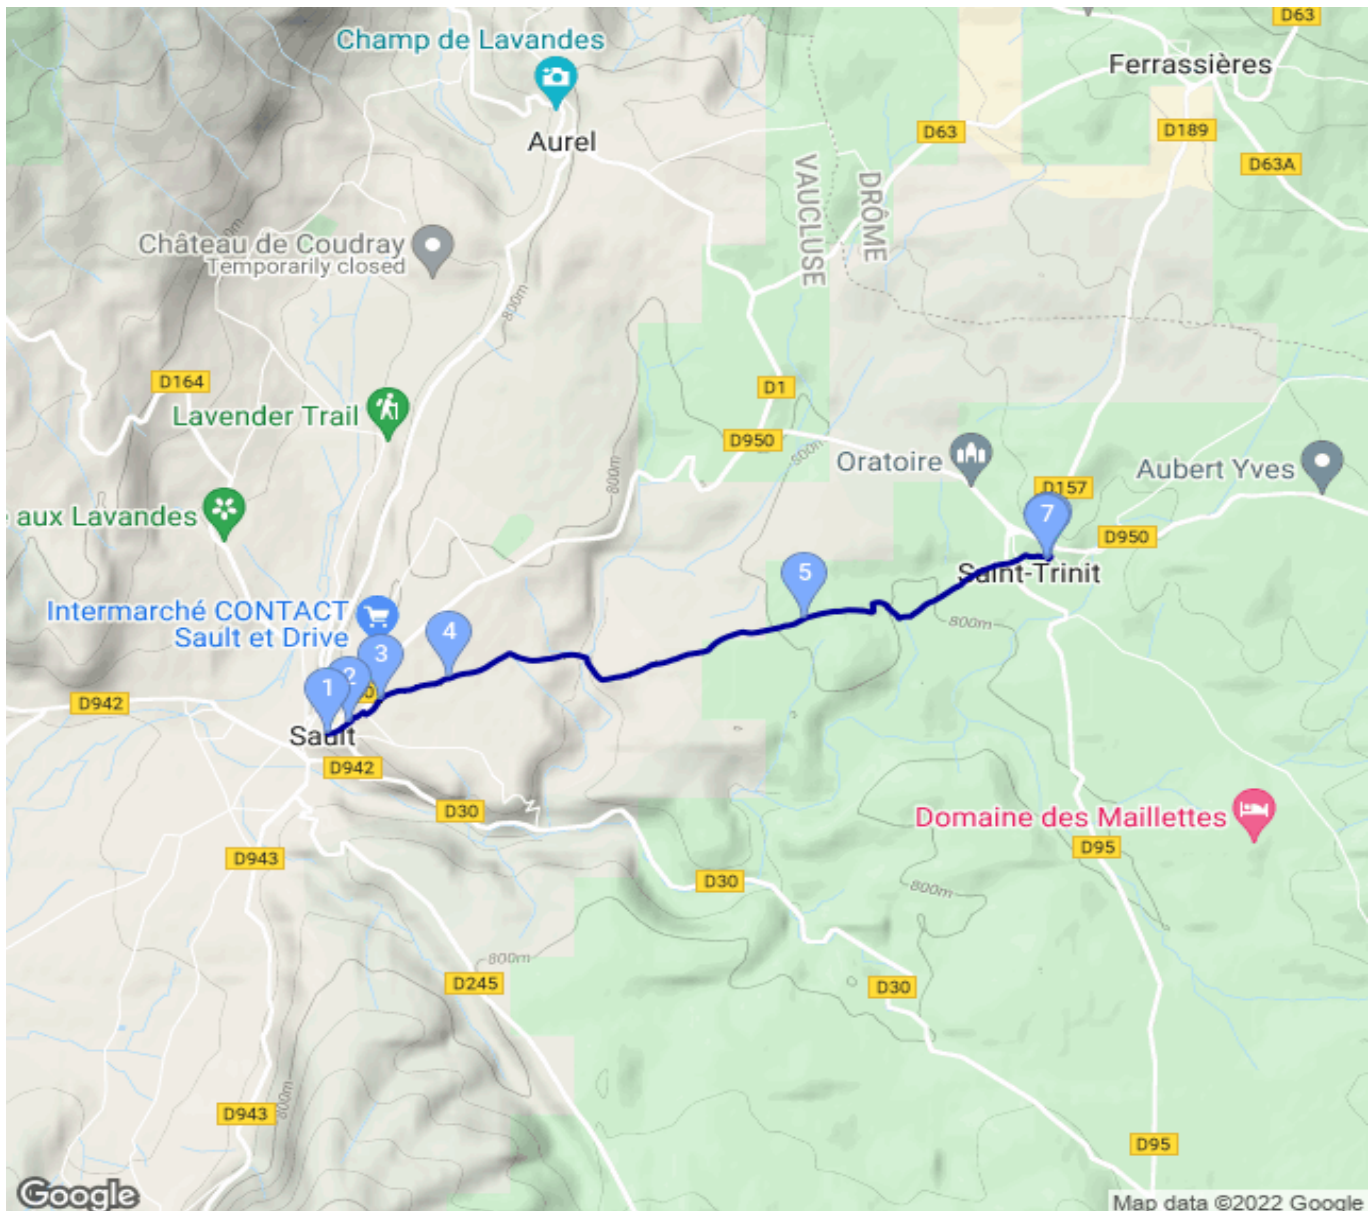 D63
Champ de Lavandes
Ferrassières
D63
D189
Aurel
VAUCLUSE
DRÔME
D63A
Château de Coudray
Temporarily closed
800m
800m
D164
D1
Lavender Trail
D950
800m
800m
Oratoire
Aubert Yves
D157
aux Lavandes
7
D950
Saint-Trinit
5
Intermarché CONTACT
Sault et Drive
4
3
800m
2
1
D942
Sault
D942
D30
Domaine des Maillettes
D943
D95
D30
800m
800m
D245
D30
800m
D943
D95
Google
Map data ©2022 Google